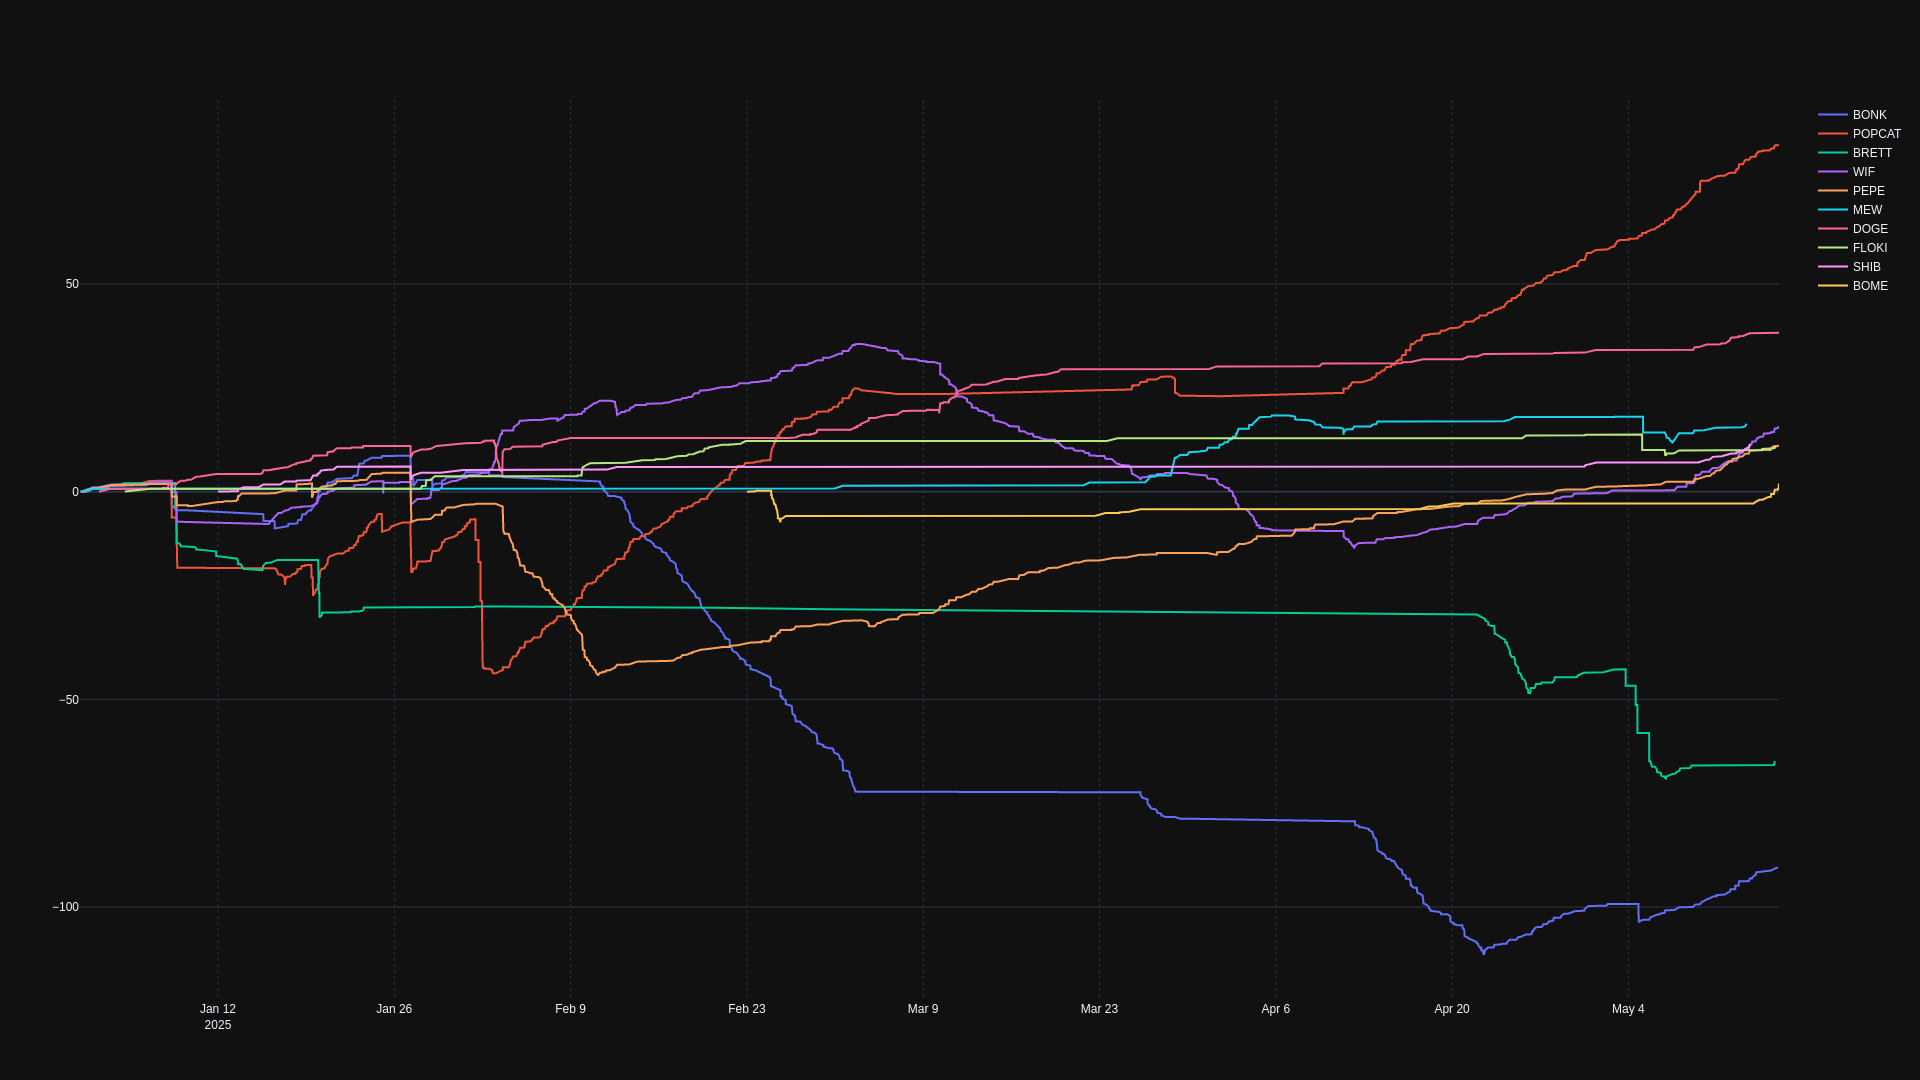 BONK
POPCAT
BRETT
WIF
PEPE
MEW
DOGE
FLOKI
SHIB
BOME
50
0
−50
−100
Jan 12
2025
Jan 26
Feb 9
Feb 23
Mar 9
Mar 23
Apr 6
Apr 20
May 4